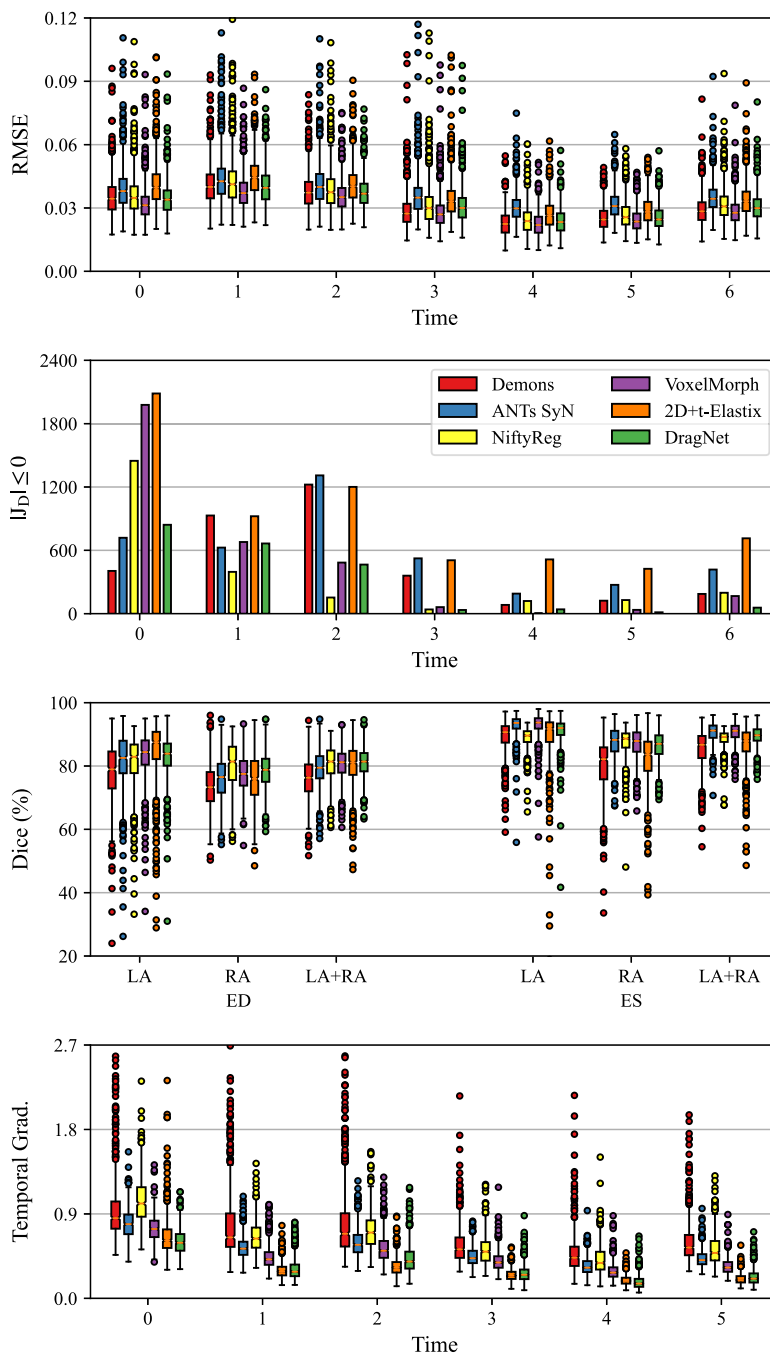 0.12
0.09
0.06
0.03
0.00
RMSE
0 1 2 3 4 5 6
Time
2400
1800
1200
600
0
|J_D| ≤ 0
Demons VoxelMorph
ANTs SyN 2D+t-Elastix
NiftyReg DragNet
0 1 2 3 4 5 6
Time
100
80
60
40
20
Dice (%)
LA RA LA+RA LA RA LA+RA
ED ES
2.7
1.8
0.9
0.0
Temporal Grad.
0 1 2 3 4 5
Time